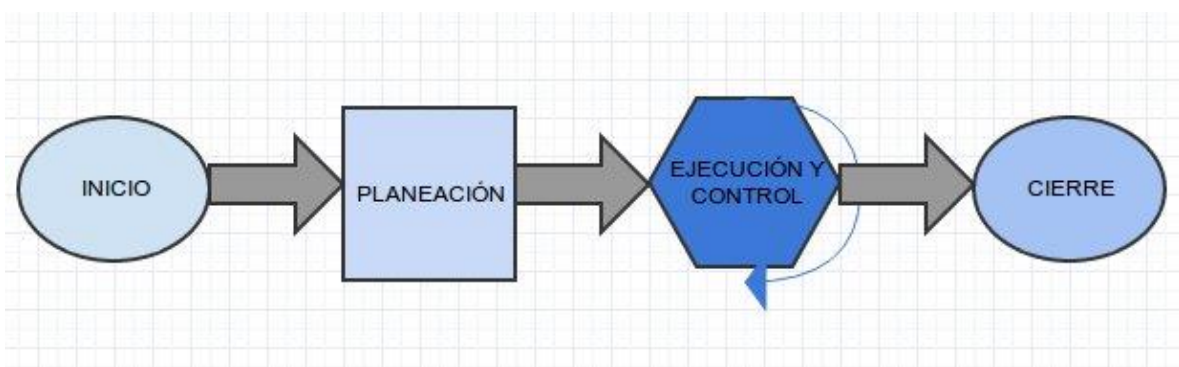 INICIO
PLANEACIÓN
EJECUCIÓN Y
CONTROL
CIERRE